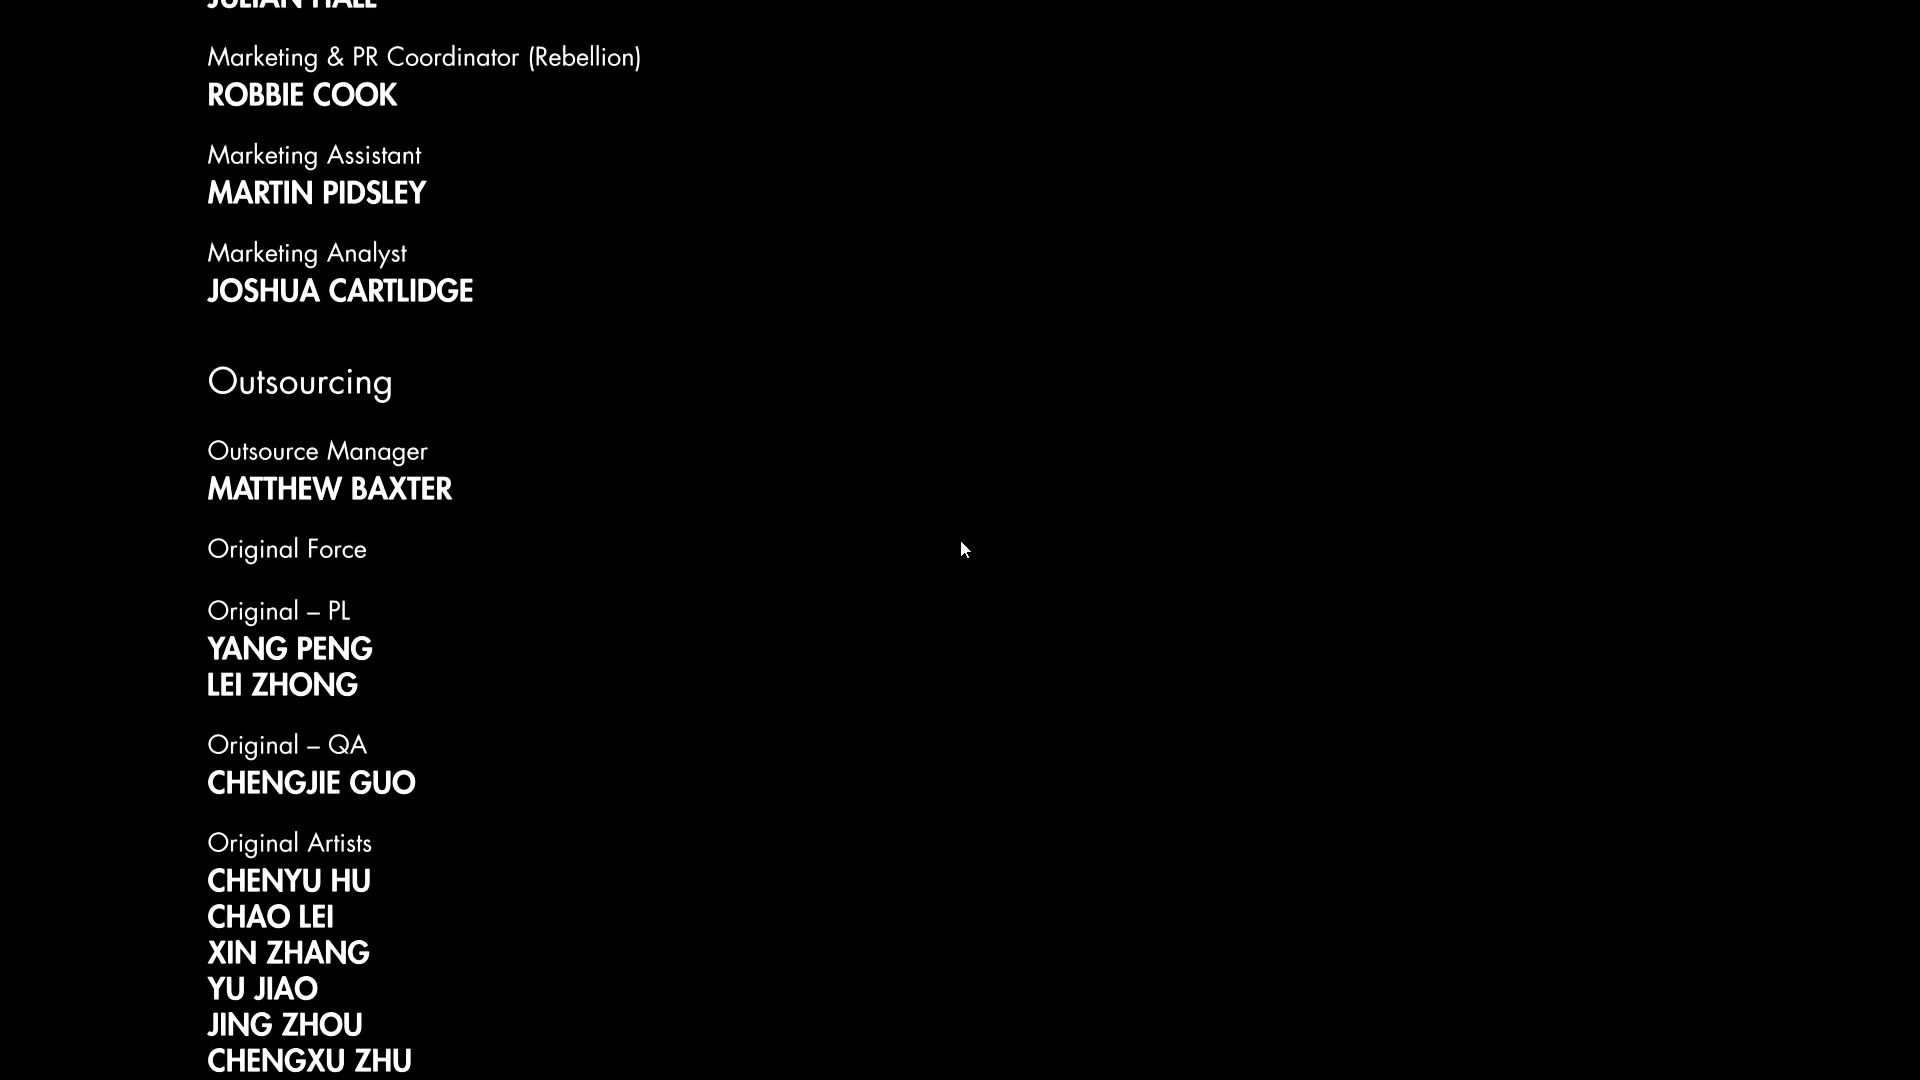 JULIAN HALL
Marketing & PR Coordinator (Rebellion)
ROBBIE COOK
Marketing Assistant
MARTIN PIDSLEY
Marketing Analyst
JOSHUA CARTLIDGE
Outsourcing
Outsource Manager
MATTHEW BAXTER
Original Force
Original – PL
YANG PENG
LEI ZHONG
Original – QA
CHENGJIE GUO
Original Artists
CHENYU HU
CHAO LEI
XIN ZHANG
YU JIAO
JING ZHOU
CHENGXU ZHU